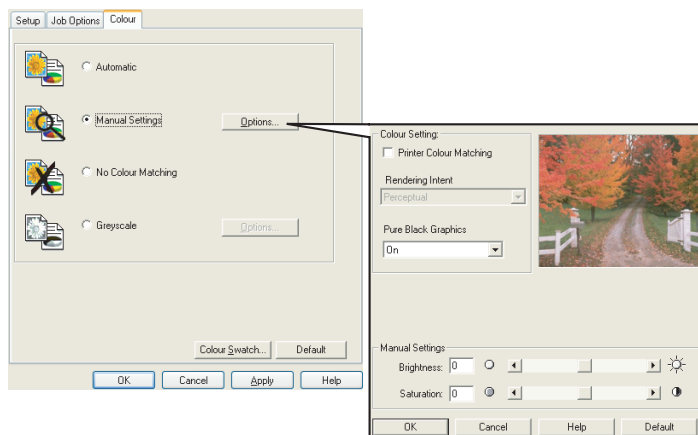 Setup
Job Options
Colour
Automatic
Manual Settings
Options...
No Colour Matching
Greyscale
Options...
Colour Swatch...
Default
OK
Cancel
Apply
Help
Colour Setting:
Printer Colour Matching
Rendering Intent
Perceptual
Pure Black Graphics
On
Manual Settings
Brightness: 0
Saturation: 0
OK
Cancel
Help
Default